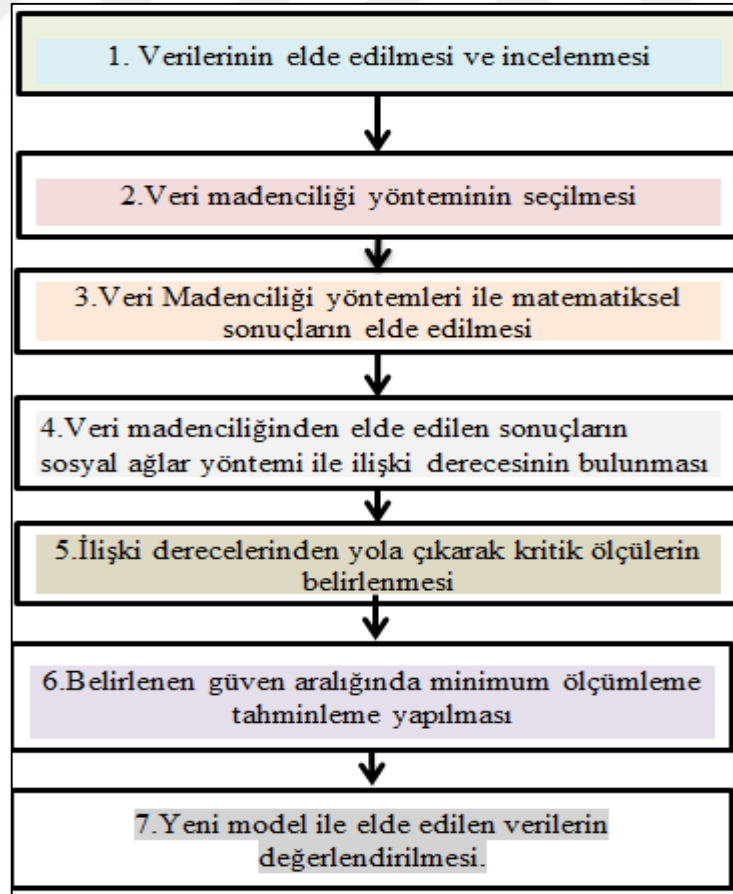 1. Verilerinin elde edilmesi ve incelenmesi
2.Veri madenciliği yönteminin seçilmesi
3.Veri Madenciliği yöntemleri ile matematiksel
sonuçların elde edilmesi
4.Veri madenciliğinden elde edilen sonuçların
sosyal ağlar yöntemi ile ilişki derecesinin bulunması
5.İlişki derecelerinden yola çıkarak kritik ölçülerin
belirlenmesi
6.Belirlenen güven aralığında minimum ölçümleme
tahminleme yapılması
7.Yeni model ile elde edilen verilerin
değerlendirilmesi.